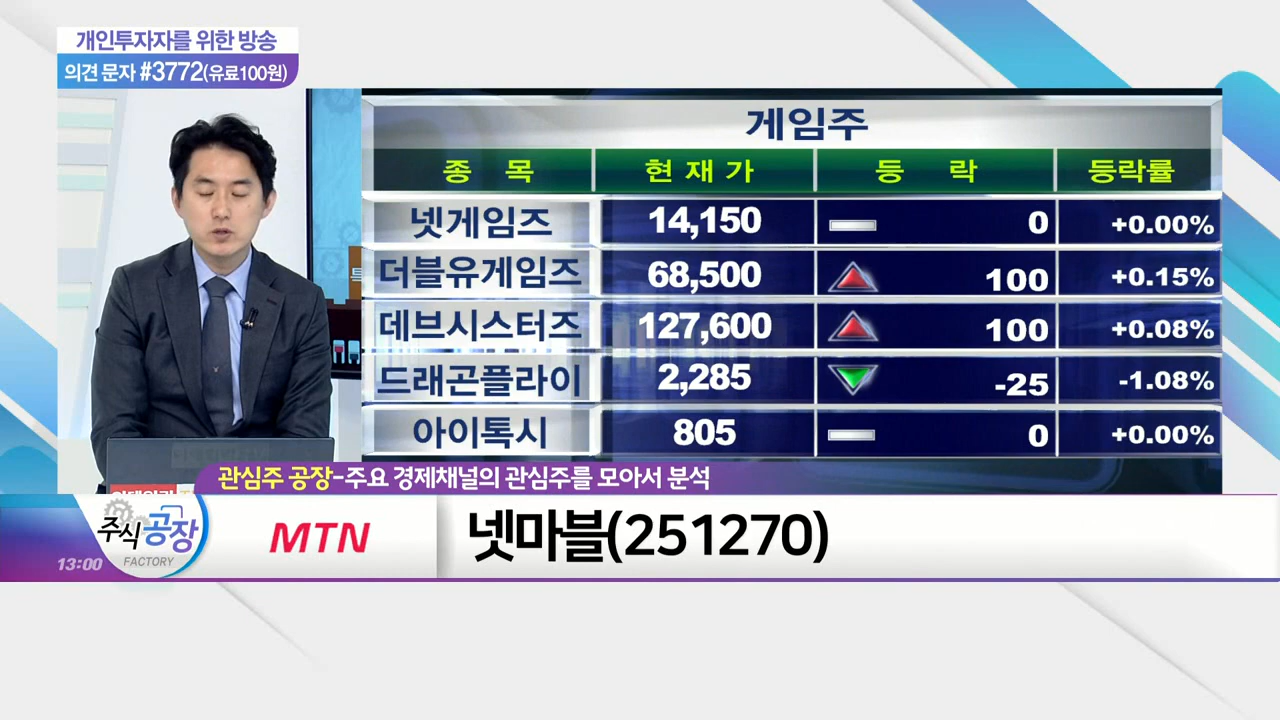 개인투자자를 위한 방송
의견 문자 #3772(유료100원)
게임주
종 목 현 재 가 등 락 등락률
넷게임즈 14,150 0 +0.00%
더블유게임즈 68,500 100 +0.15%
데브시스터즈 127,600 100 +0.08%
드래곤플라이 2,285 -25 -1.08%
아이톡시 805 0 +0.00%
관심주 공장-주요 경제채널의 관심주를 모아서 분석
주식공장
FACTORY
13:00
MTN
넷마블(251270)